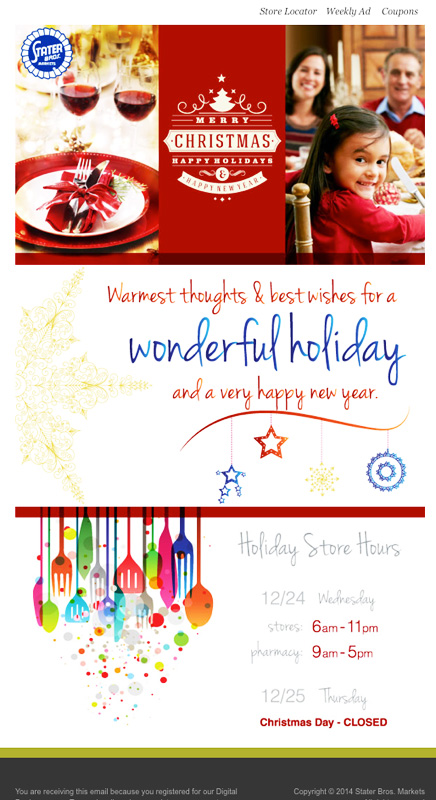 Store Locator Weekly Ad Coupons
STATER
BROS.
MARKETS
MERRY
CHRISTMAS
HAPPY HOLIDAYS
&
HAPPY NEW YEAR
Warmest thoughts & best wishes for a
wonderful holiday
and a very happy new year.
Holiday Store Hours
12/24 Wednesday
stores: 6am - 11pm
pharmacy: 9am - 5pm
12/25 Thursday
Christmas Day - CLOSED
You are receiving this email because you registered for our Digital
Copyright © 2014 Stater Bros. Markets